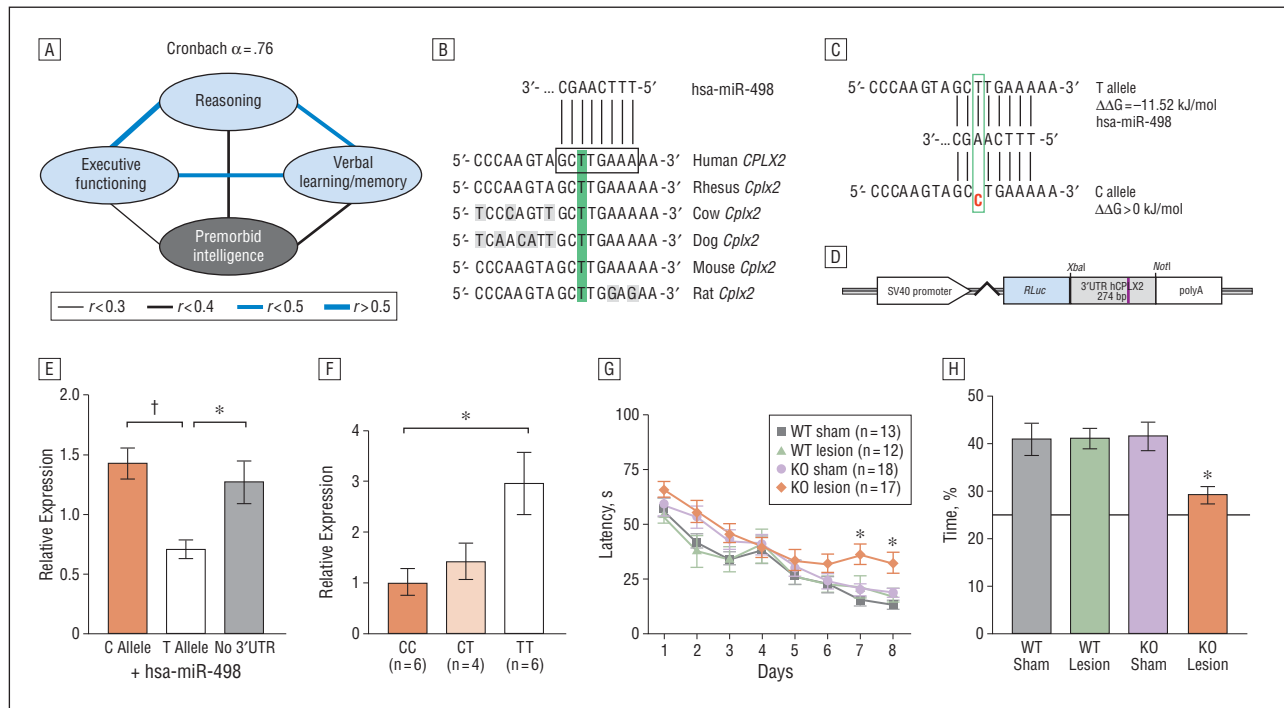 A
Cronbach α=.76
Reasoning
Executive functioning
Verbal learning/memory
Premorbid intelligence
r<0.3
r<0.4
r<0.5
r>0.5
B
3′- ... CGAACTTT-5′ hsa-miR-498
5′- CCCAAGTAGCTTGAAAAA-3′ Human CPLX2
5′- CCCAAGTAGCTTGAAAAA-3′ Rhesus Cplx2
5′- TCCCAGTTGCTTGAAAAA-3′ Cow Cplx2
5′- TCAACATTGCTTGAAAAA-3′ Dog Cplx2
5′- CCCAAGTAGCTTGAAAAA-3′ Mouse Cplx2
5′- CCCAAGTAGCTTGGAGAA-3′ Rat Cplx2
C
5′-CCCAAGTAGCTTGAAAAA-3′ T allele
ΔΔG=−11.52 kJ/mol
hsa-miR-498
3′-...CGAACTTT -5′
5′-CCCAAGTAGCCTGAAAAA-3′ C allele
ΔΔG>0 kJ/mol
D
XbaI
NotI
SV40 promoter
RLuc
3′UTR hCPLX2
274 bp
polyA
E
Relative Expression
2.0
1.5
1.0
0.5
0
†
*
C Allele
T Allele
No 3′UTR
+ hsa-miR-498
F
Relative Expression
4
3
2
1
0
*
CC
(n=6)
CT
(n=4)
TT
(n=6)
G
Latency, s
100
75
50
25
0
WT sham (n=13)
WT lesion (n=12)
KO sham (n=18)
KO lesion (n=17)
* *
1 2 3 4 5 6 7 8
Days
H
Time, %
50
40
30
20
10
0
*
WT
Sham
WT
Lesion
KO
Sham
KO
Lesion